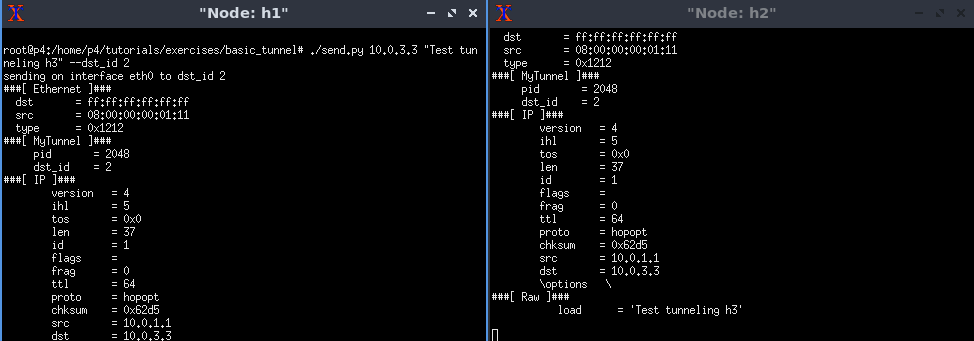 "Node: h1"
root@p4:/home/p4/tutorials/exercises/basic_tunnel# ./send.py 10.0.3.3 "Test tun
neling h3" --dst_id 2
sending on interface eth0 to dst_id 2
###[ Ethernet ]###
  dst       = ff:ff:ff:ff:ff:ff
  src       = 08:00:00:00:01:11
  type      = 0x1212
###[ MyTunnel ]###
     pid       = 2048
     dst_id    = 2
###[ IP ]###
        version   = 4
        ihl       = 5
        tos       = 0x0
        len       = 37
        id        = 1
        flags     =
        frag      = 0
        ttl       = 64
        proto     = hopopt
        chksum    = 0x62d5
        src       = 10.0.1.1
        dst       = 10.0.3.3
"Node: h2"
  dst       = ff:ff:ff:ff:ff:ff
  src       = 08:00:00:00:01:11
  type      = 0x1212
###[ MyTunnel ]###
     pid       = 2048
     dst_id    = 2
###[ IP ]###
        version   = 4
        ihl       = 5
        tos       = 0x0
        len       = 37
        id        = 1
        flags     =
        frag      = 0
        ttl       = 64
        proto     = hopopt
        chksum    = 0x62d5
        src       = 10.0.1.1
        dst       = 10.0.3.3
        \options   \
###[ Raw ]###
           load      = 'Test tunneling h3'